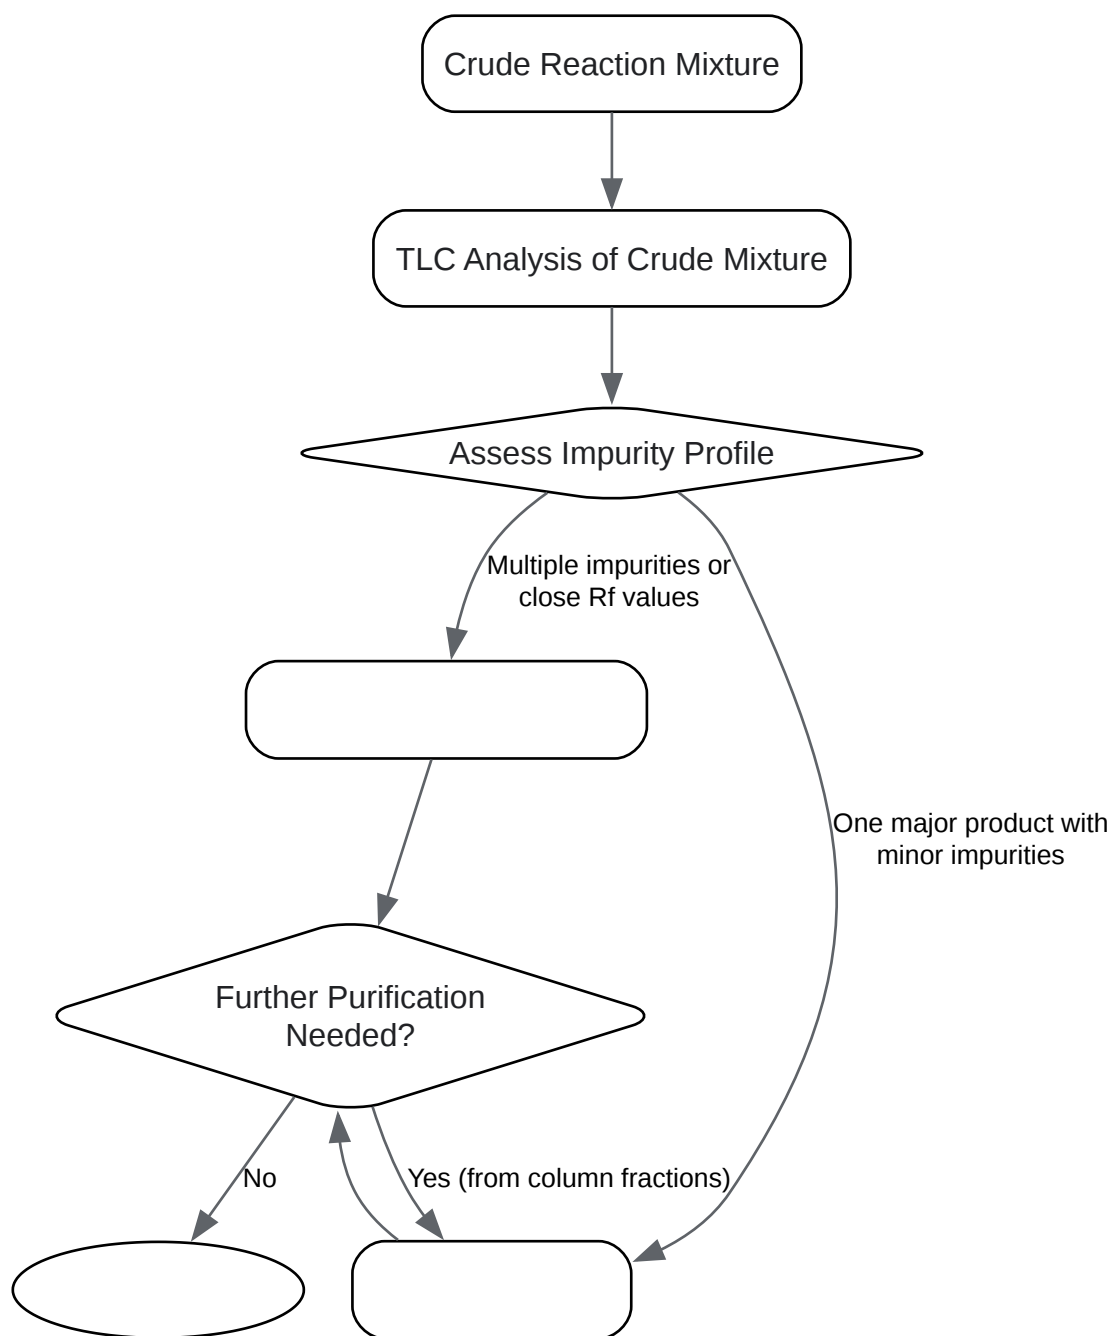 Crude Reaction Mixture
TLC Analysis of Crude Mixture
Assess Impurity Profile
Multiple impurities or
close Rf values
One major product with
minor impurities
Further Purification
Needed?
No
Yes (from column fractions)